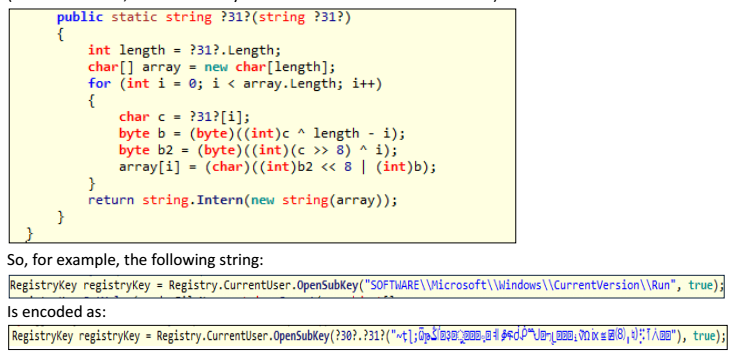 public static string ?31?(string ?31?)
{
int length = ?31?.Length;
char[] array = new char[length];
for (int i = 0; i < array.Length; i++)
{
char c = ?31?[i];
byte b = (byte)((int)c ^ length - i);
byte b2 = (byte)((int)(c >> 8) ^ i);
array[i] = (char)((int)b2 << 8 | (int)b);
}
return string.Intern(new string(array));
}
}
So, for example, the following string:
RegistryKey registryKey = Registry.CurrentUser.OpenSubKey("SOFTWARE\\Microsoft\\Windows\\CurrentVersion\\Run", true);
Is encoded as:
RegistryKey registryKey = Registry.CurrentUser.OpenSubKey(?30?.?31?(" "), true);